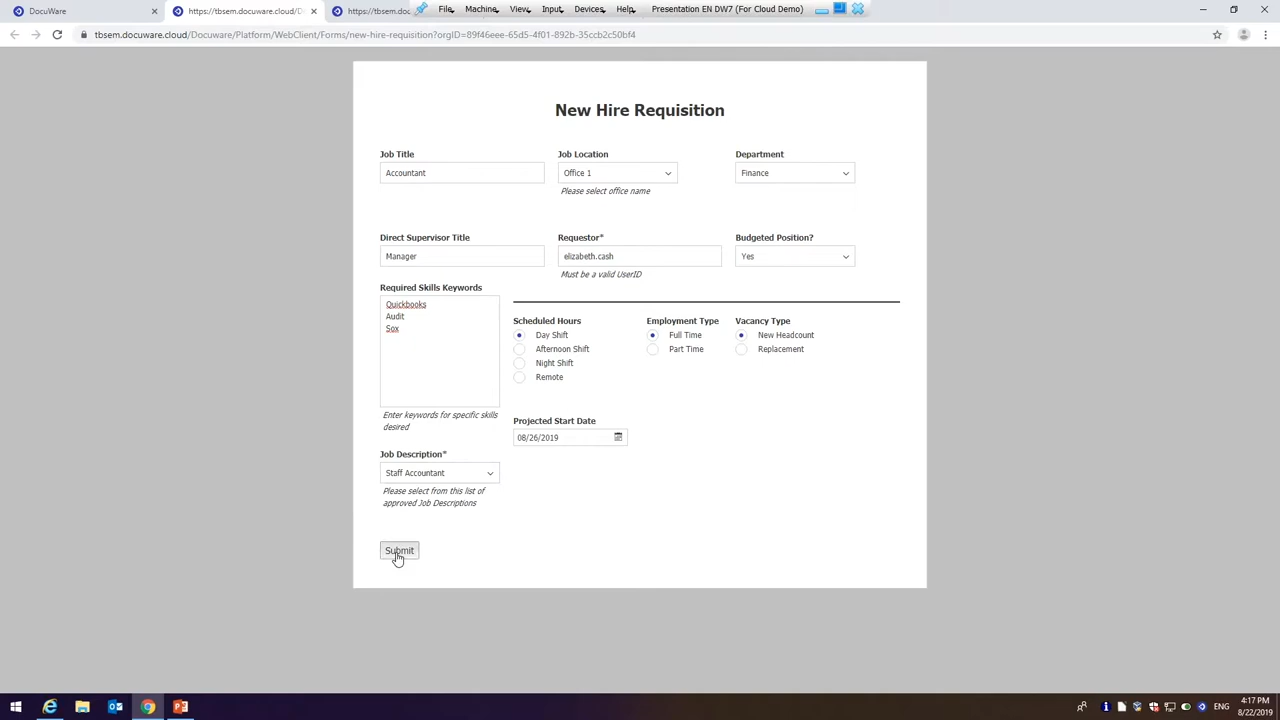 DocuWare
https://tbsem.docuware.cloud/D
https://tbsem.docu
File
Machine
View
Input
Devices
Help
Presentation EN DW7 (For Cloud Demo)
tbsem.docuware.cloud/Docuware/Platform/WebClient/Forms/new-hire-requisition?orgID=89f46eee-65d5-4f01-892b-35ccb2c50bf4
New Hire Requisition
Job Title
Job Location
Department
Accountant
Office 1
Finance
Please select office name
Direct Supervisor Title
Requestor*
Budgeted Position?
Manager
elizabeth.cash
Yes
Must be a valid UserID
Required Skills Keywords
Quickbooks
Audit
Sox
Scheduled Hours
Employment Type
Vacancy Type
Day Shift
Full Time
New Headcount
Afternoon Shift
Part Time
Replacement
Night Shift
Remote
Enter keywords for specific skills
desired
Projected Start Date
08/26/2019
Job Description*
Staff Accountant
Please select from this list of
approved Job Descriptions
Submit
ENG
4:17 PM
8/22/2019